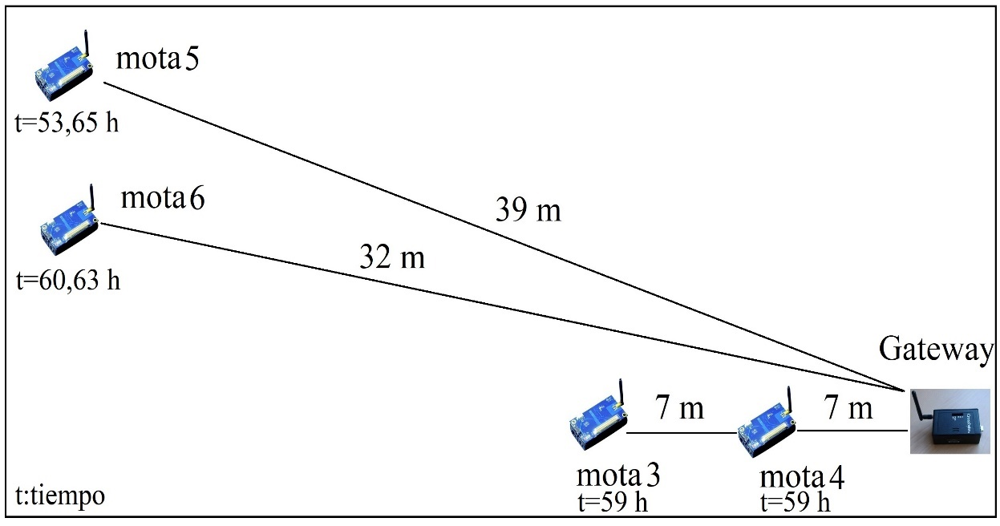 mota 5
t=53,65 h
mota 6
39 m
32 m
t=60,63 h
Gateway
7 m
7 m
mota 3
t=59 h
mota 4
t=59 h
t:tiempo